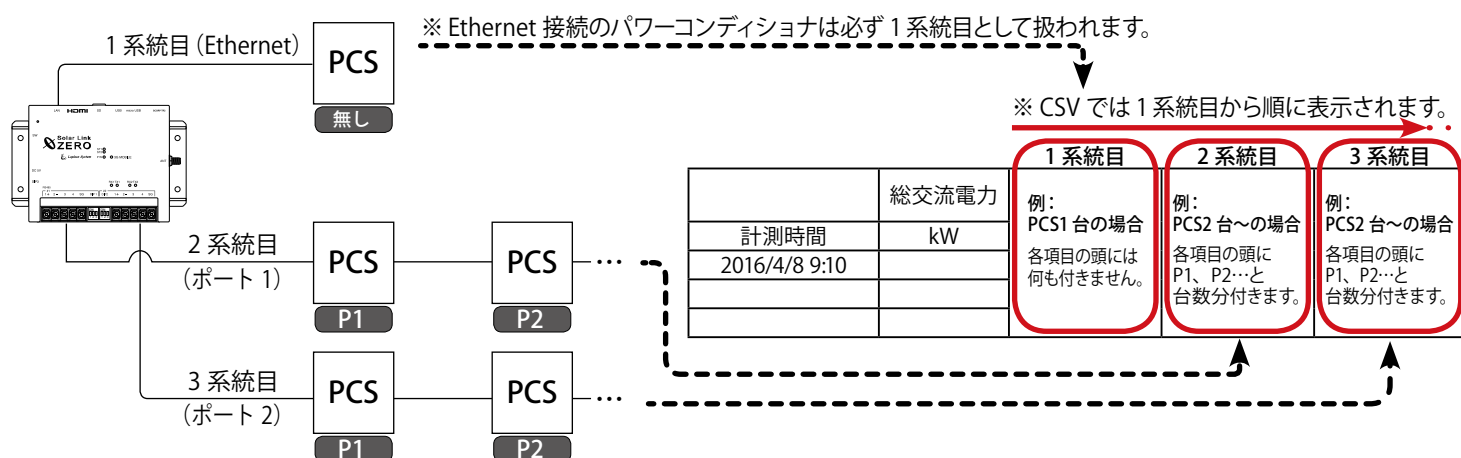 ※ Ethernet 接続のパワーコンディショナは必ず 1 系統目として扱われます。
1 系統目 (Ethernet)
PCS
無し
※ CSV では 1 系統目から順に表示されます。
HDMI
Solar Link
ZERO
2 系統目
(ポート 1)
PCS
P1
PCS
P2
…
3 系統目
(ポート 2)
PCS
P1
PCS
P2
…
1 系統目
2 系統目
3 系統目
総交流電力
計測時間
kW
2016/4/8 9:10
例:
PCS1 台の場合
各項目の頭には
何も付きません。
例:
PCS2 台〜の場合
各項目の頭に
P1、P2…と
台数分付きます。
例:
PCS2 台〜の場合
各項目の頭に
P1、P2…と
台数分付きます。